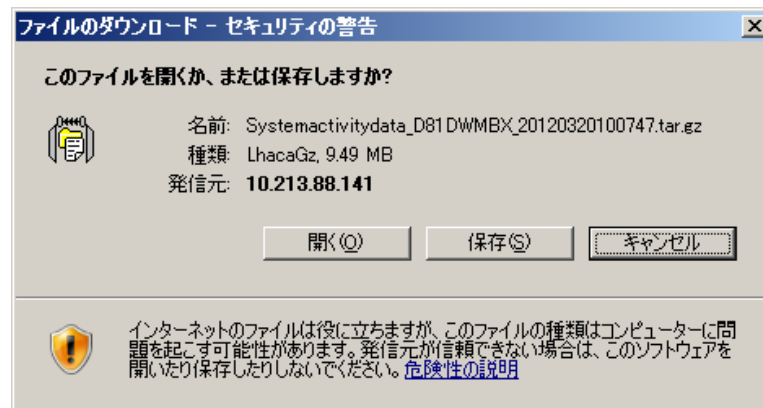 ファイルのダウンロード - セキュリティの警告
このファイルを開くか、または保存しますか?
名前: Systemactivitydata_D81DWMBX_20120320100747.tar.gz
種類: LhacaGz, 9.49 MB
発信元: 10.213.88.141
開く(O) 保存(S) キャンセル
インターネットのファイルは役に立ちますが、このファイルの種類はコンピューターに問
題を起こす可能性があります。発信元が信頼できない場合は、このソフトウェアを
開いたり保存したりしないでください。危険性の説明